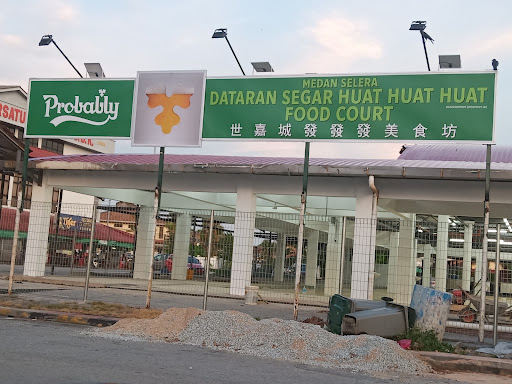 Probably
MEDAN SELERA
DATARAN SEGAR HUAT HUAT HUAT
FOOD COURT
世嘉城發發發美食坊